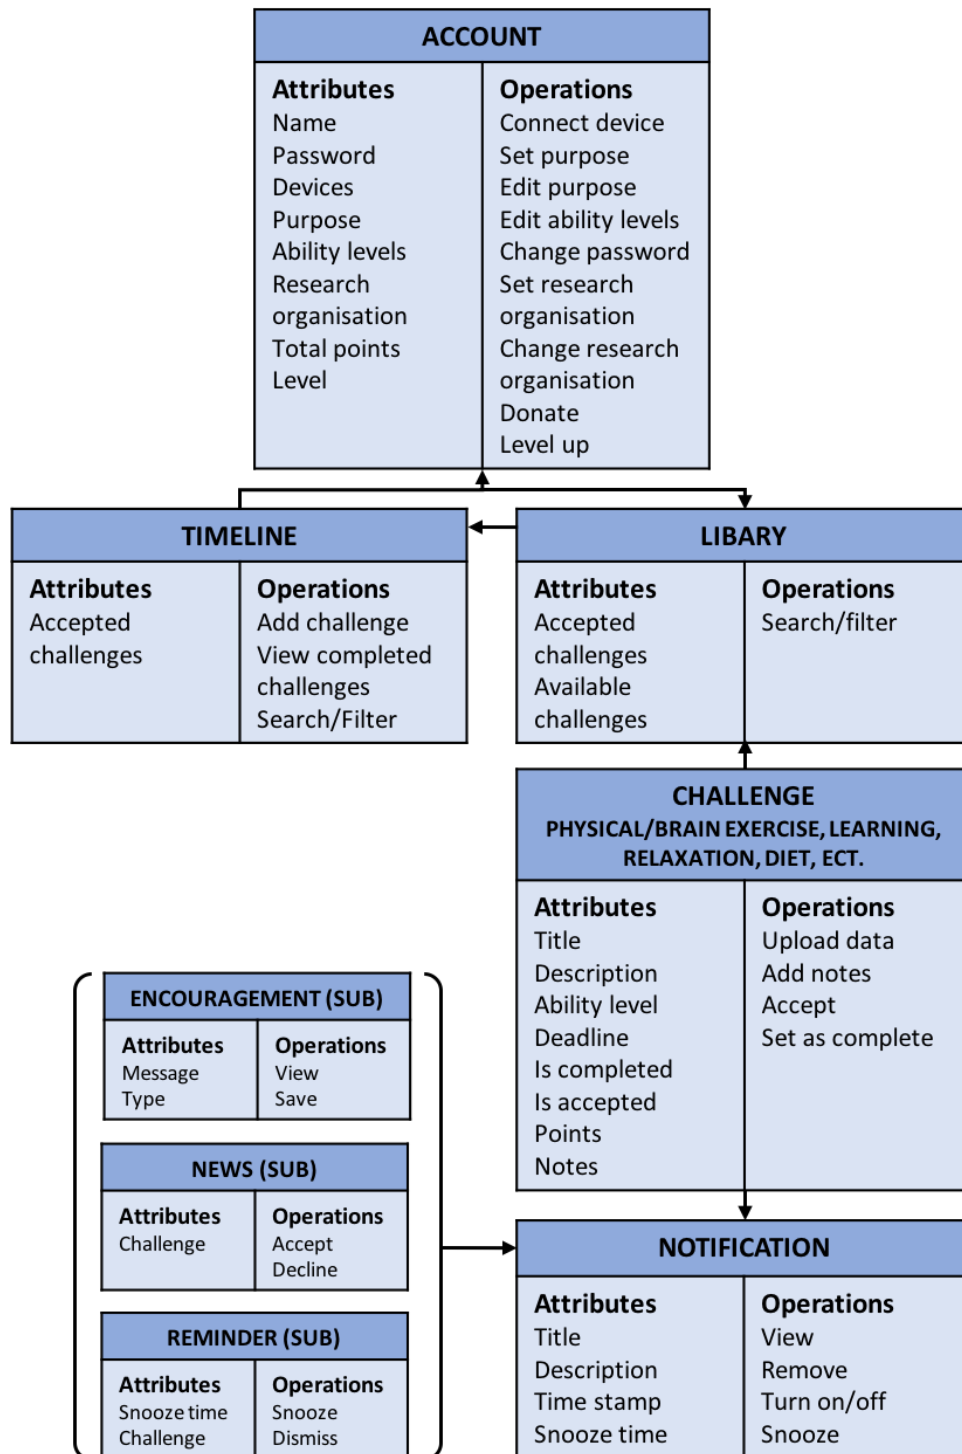 ACCOUNT
Attributes
Name
Password
Devices
Purpose
Ability levels
Research
organisation
Total points
Level
Operations
Connect device
Set purpose
Edit purpose
Edit ability levels
Change password
Set research
organisation
Change research
organisation
Donate
Level up
TIMELINE
Attributes
Accepted
challenges
Operations
Add challenge
View completed
challenges
Search/Filter
LIBARY
Attributes
Accepted
challenges
Available
challenges
Operations
Search/filter
CHALLENGE
PHYSICAL/BRAIN EXERCISE, LEARNING,
RELAXATION, DIET, ECT.
Attributes
Title
Description
Ability level
Deadline
Is completed
Is accepted
Points
Notes
Operations
Upload data
Add notes
Accept
Set as complete
ENCOURAGEMENT (SUB)
Attributes
Message
Type
Operations
View
Save
NEWS (SUB)
Attributes
Challenge
Operations
Accept
Decline
REMINDER (SUB)
Attributes
Snooze time
Challenge
Operations
Snooze
Dismiss
NOTIFICATION
Attributes
Title
Description
Time stamp
Snooze time
Operations
View
Remove
Turn on/off
Snooze